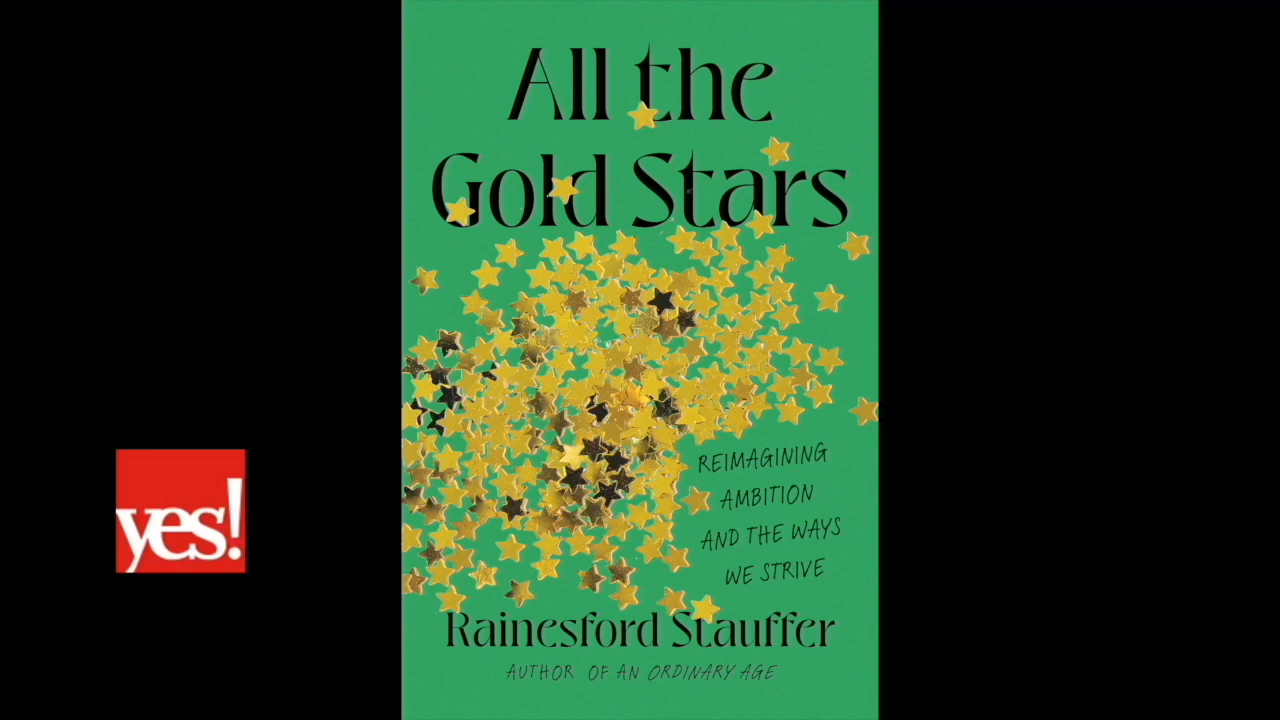 All the
Gold Stars
REIMAGINING
AMBITION
AND THE WAYS
WE STRIVE
yes!
Rainesford Stauffer
AUTHOR OF AN ORDINARY AGE